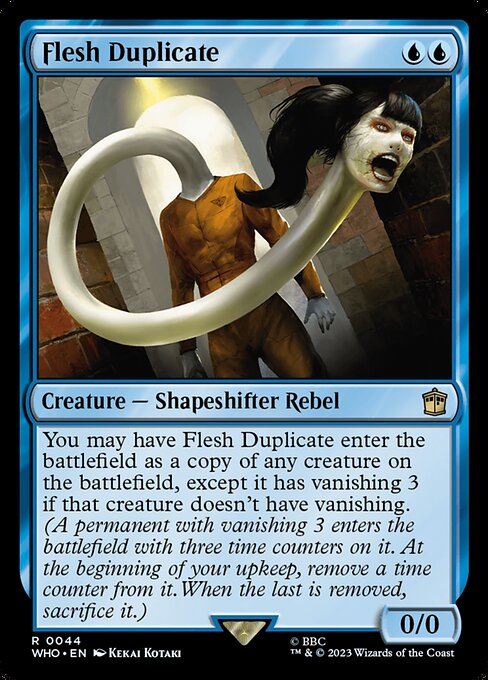 Flesh Duplicate
Creature — Shapeshifter Rebel
You may have Flesh Duplicate enter the
battlefield as a copy of any creature on
the battlefield, except it has vanishing 3
if that creature doesn't have vanishing.
(A permanent with vanishing 3 enters the
battlefield with three time counters on it. At
the beginning of your upkeep, remove a time
counter from it. When the last is removed,
sacrifice it.)
0/0
R 0044
WHO • EN Kekai Kotaki
© BBC
™ & © 2023 Wizards of the Coast